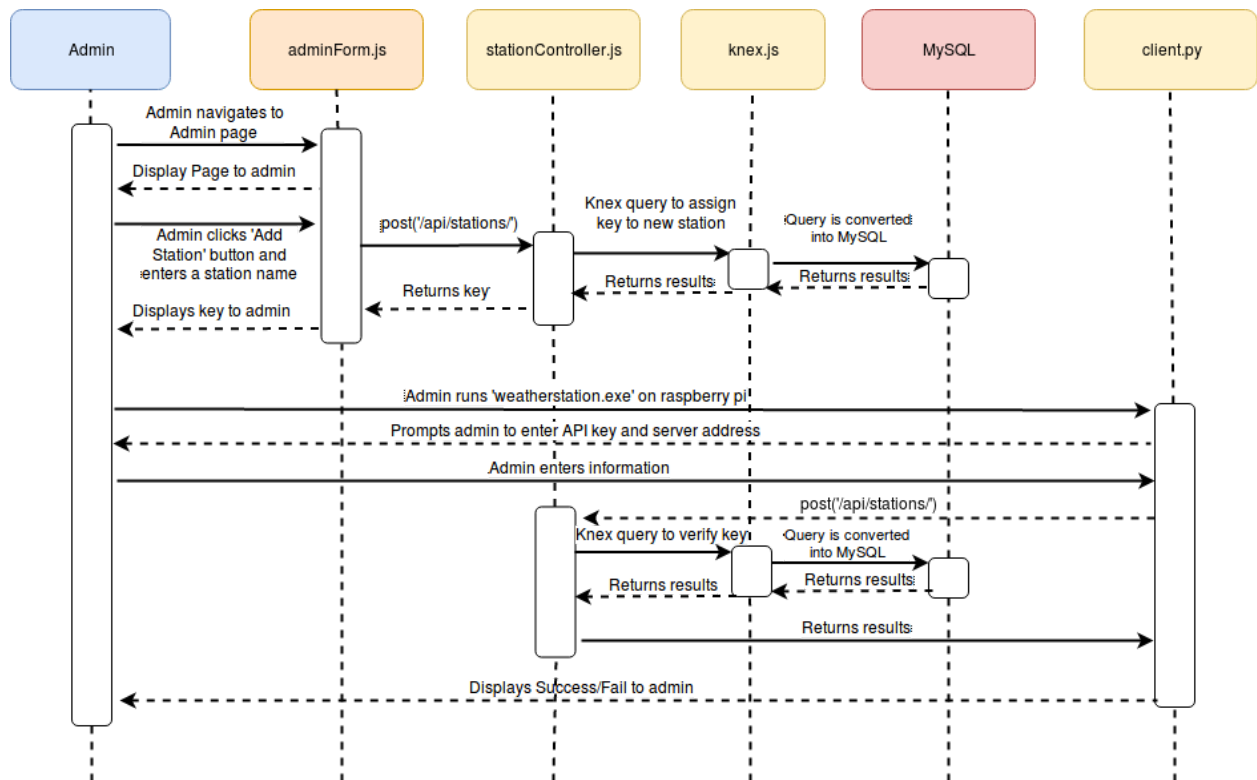 Admin
adminForm.js
stationController.js
knex.js
MySQL
client.py
Admin navigates to
Admin page
Display Page to admin
Admin clicks 'Add
Station' button and
enters a station name
post('/api/stations/')
Knex query to assign
key to new station
Query is converted
into MySQL
Returns results
Returns results
Returns key
Displays key to admin
Admin runs 'weatherstation.exe' on raspberry pi
Prompts admin to enter API key and server address
Admin enters information
post('/api/stations/')
Knex query to verify key
Query is converted
into MySQL
Returns results
Returns results
Returns results
Displays Success/Fail to admin